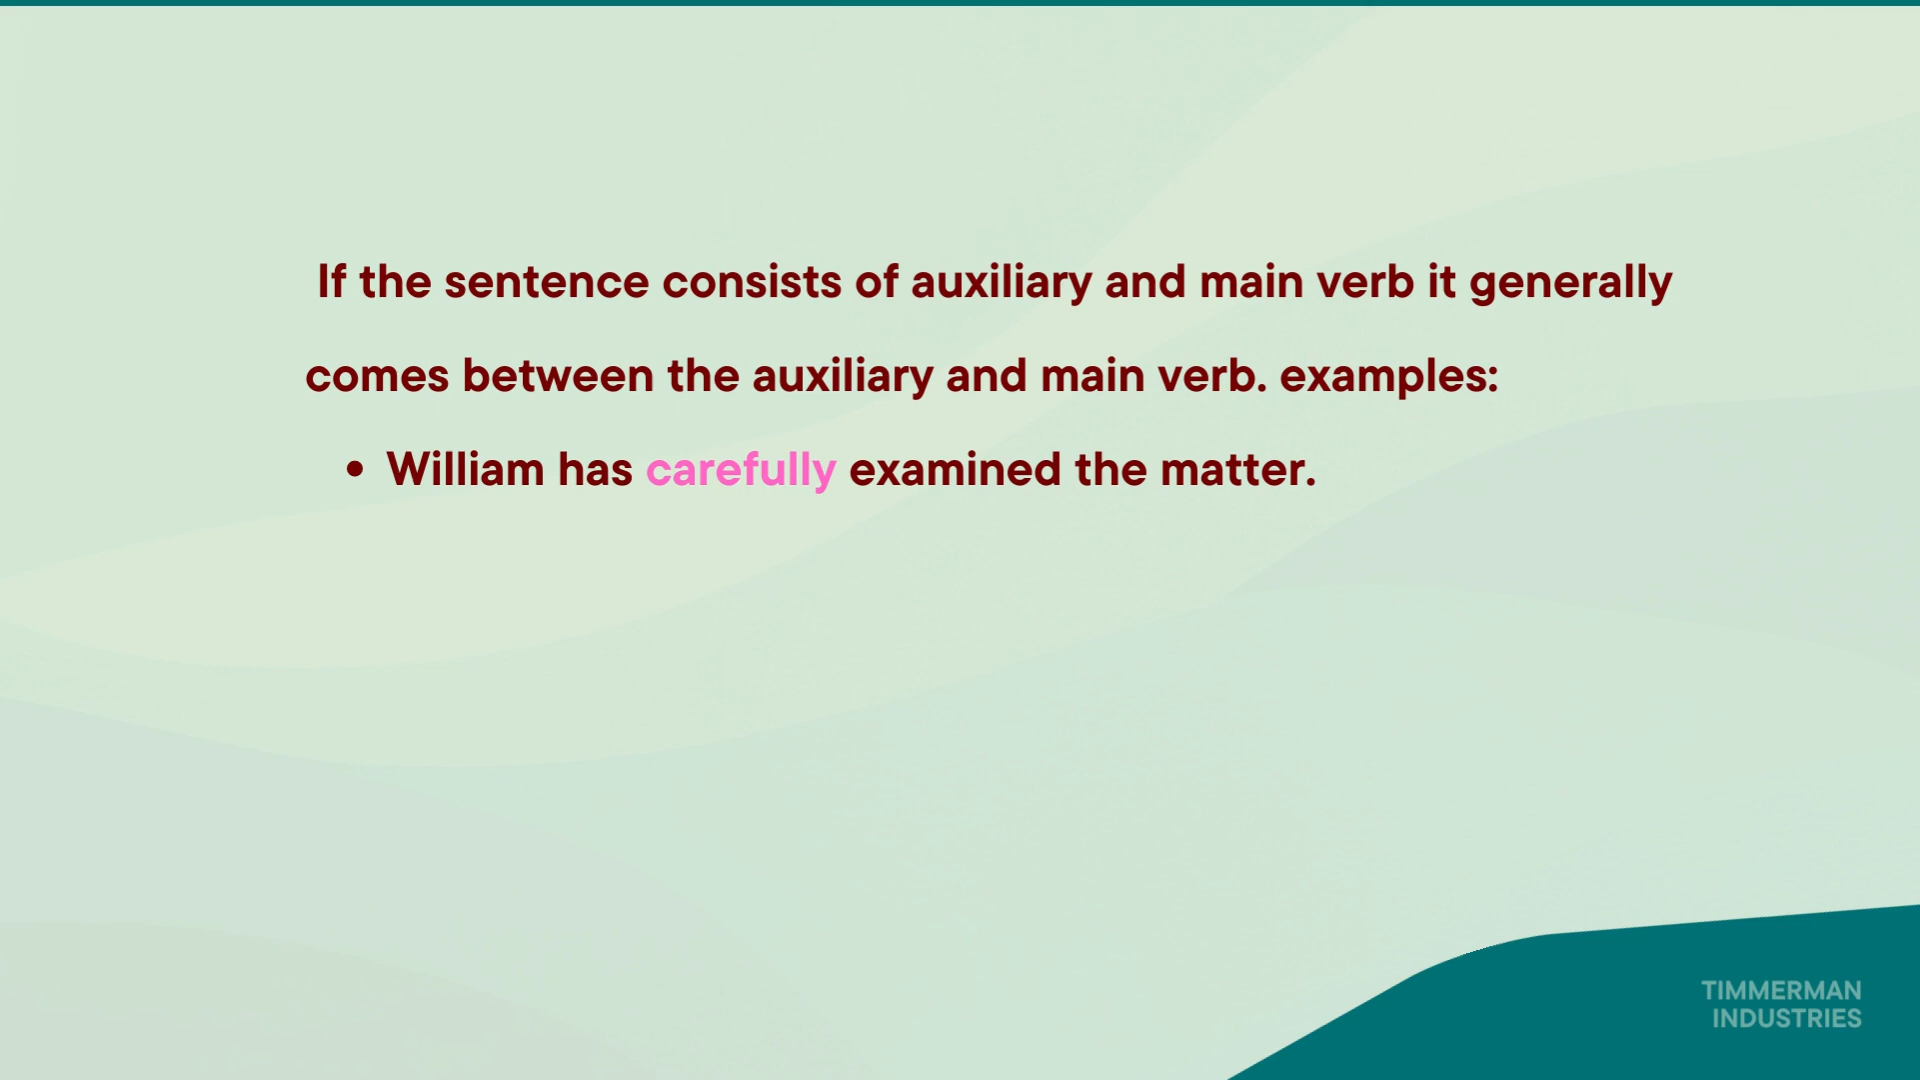 If the sentence consists of auxiliary and main verb it generally
comes between the auxiliary and main verb. examples:
• William has carefully examined the matter.
TIMMERMAN
INDUSTRIES